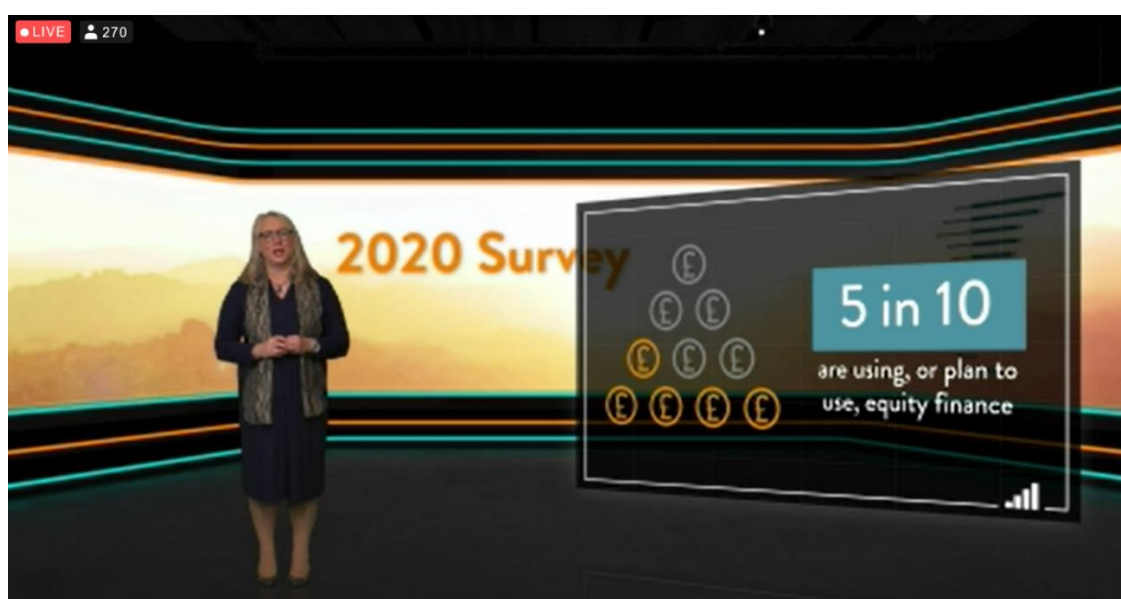 LIVE 270
2020 Survey
£
£ £
£ £ £
£ £ £ £
5 in 10
are using, or plan to
use, equity finance